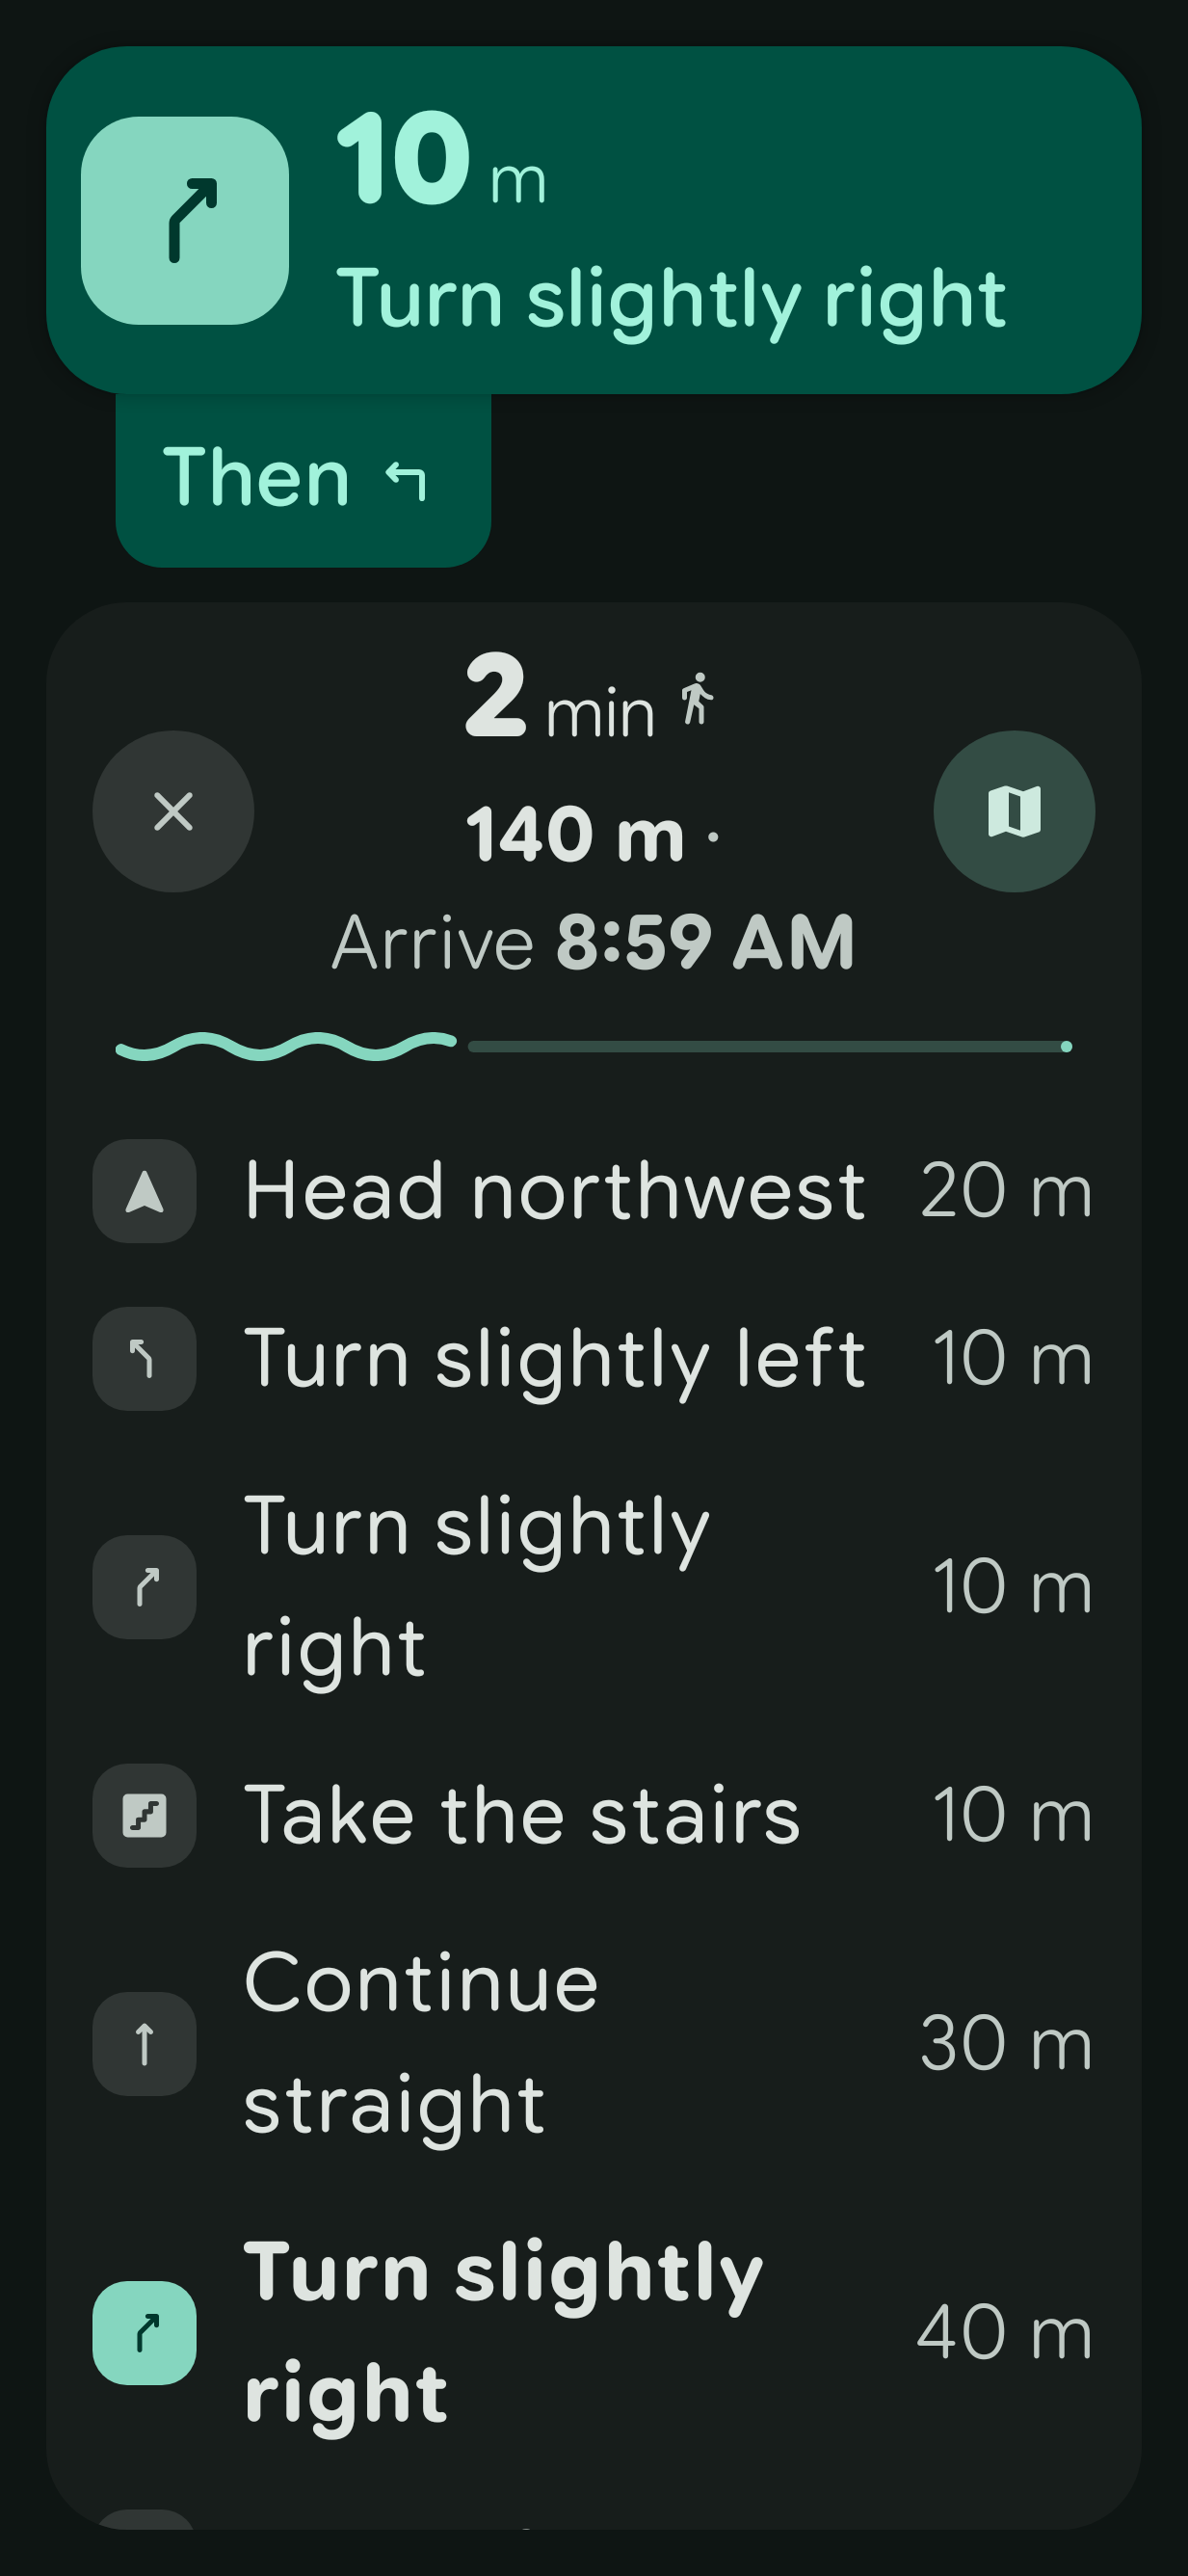 10 m
Turn slightly right
Then
2 min
140 m ·
Arrive 8:59 AM
Head northwest 20 m
Turn slightly left 10 m
Turn slightly
right
10 m
Take the stairs 10 m
Continue
straight
30 m
Turn slightly
right
40 m